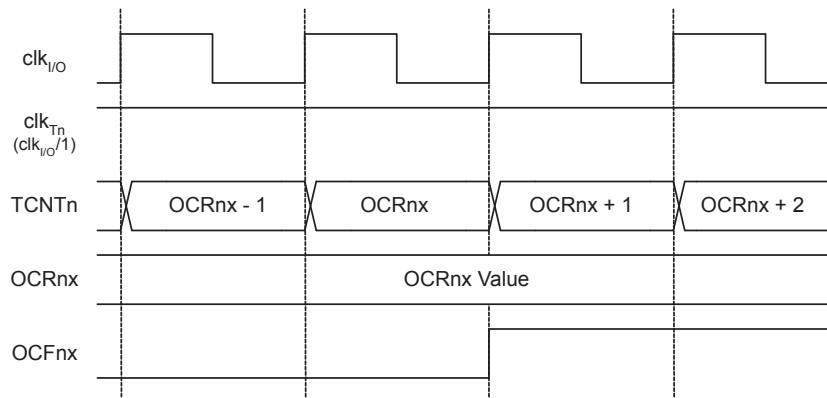 clkI/O
clkTn
(clkI/O/1)
TCNTn
OCRnx - 1
OCRnx
OCRnx + 1
OCRnx + 2
OCRnx
OCRnx Value
OCFnx